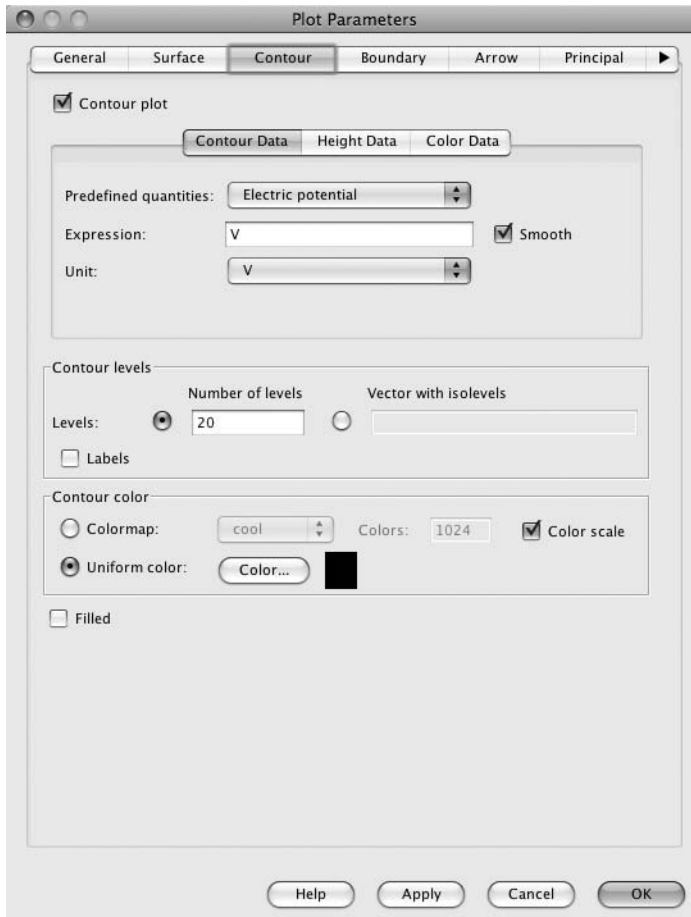 Plot Parameters
General Surface Contour Boundary Arrow Principal
Contour plot
Contour Data Height Data Color Data
Predefined quantities: Electric potential
Expression: V Smooth
Unit: V
Contour levels
Number of levels Vector with isolevels
Levels: 20
Labels
Contour color
Colormap: cool Colors: 1024 Color scale
Uniform color: Color...
Filled
Help Apply Cancel OK